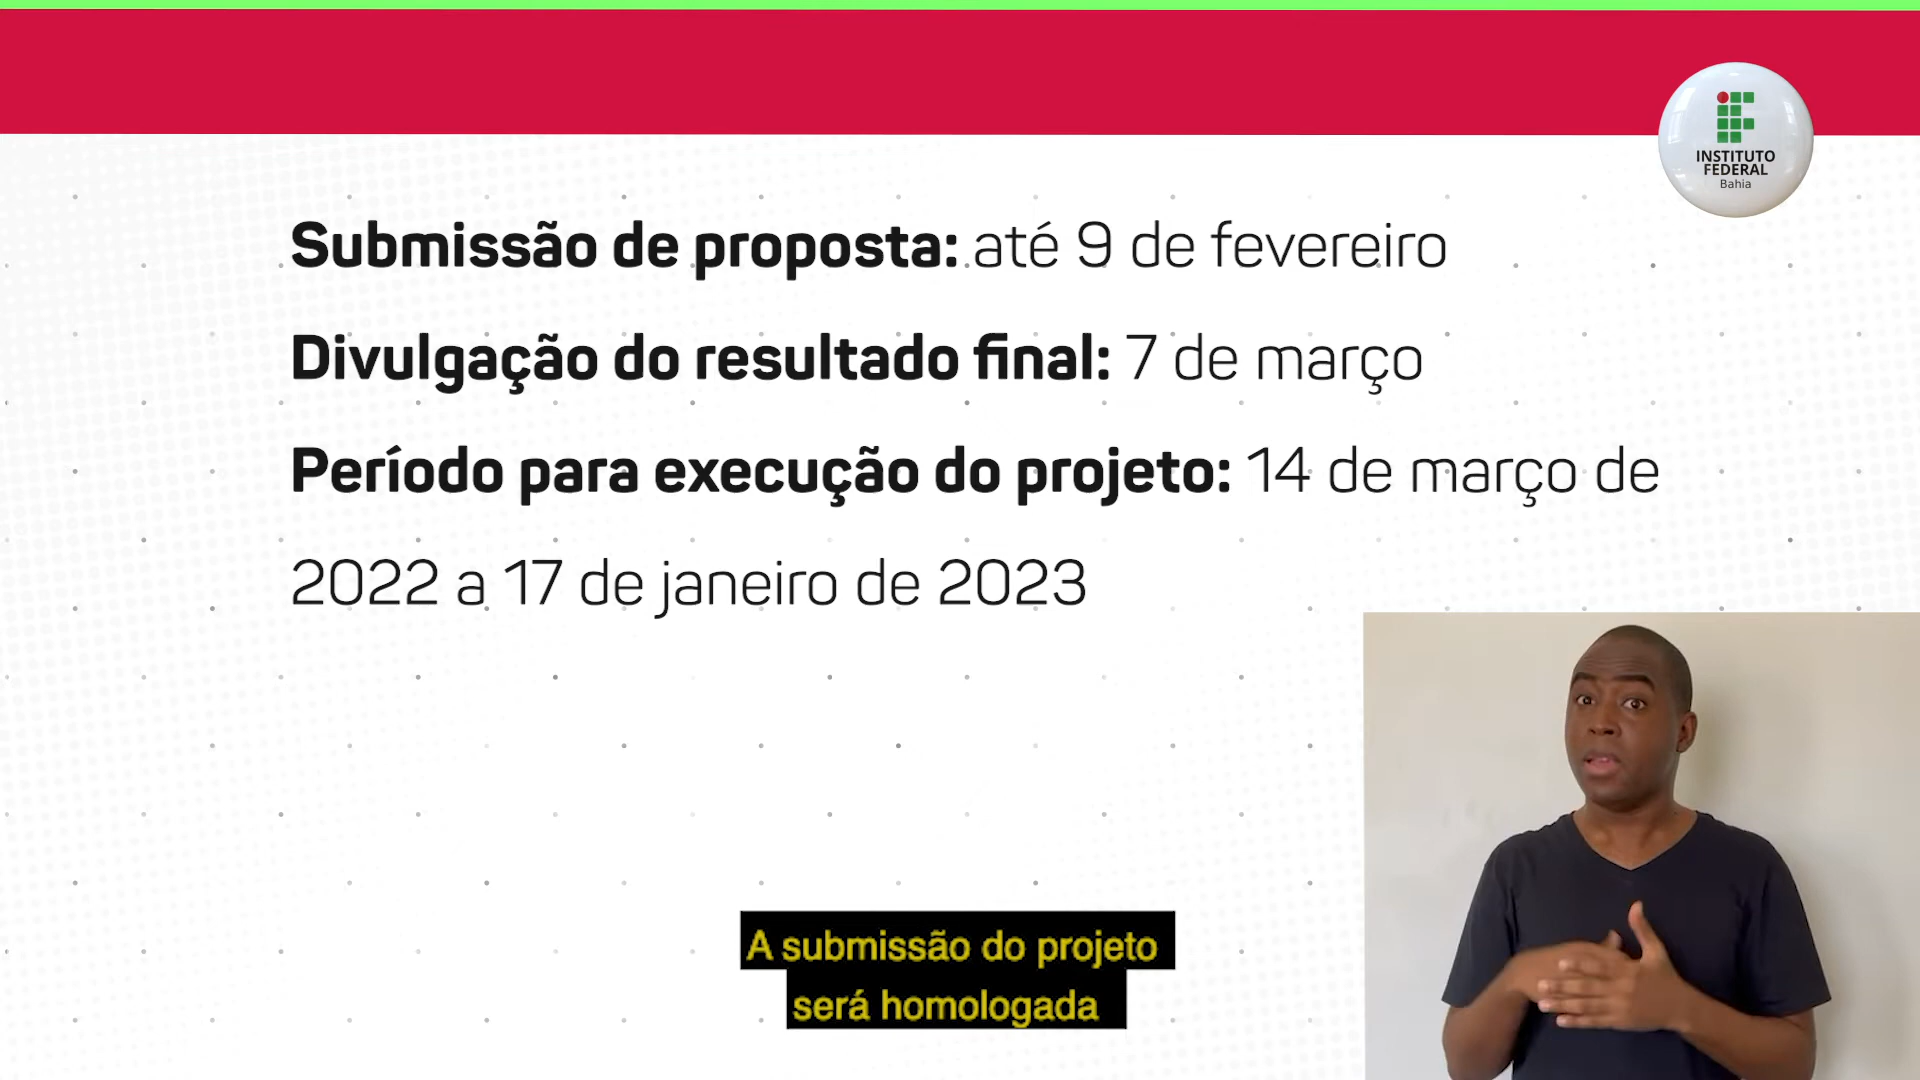 INSTITUTO
FEDERAL
Bahia
Submissão de proposta: até 9 de fevereiro
Divulgação do resultado final: 7 de março
Período para execução do projeto: 14 de março de
2022 a 17 de janeiro de 2023
A submissão do projeto
será homologada